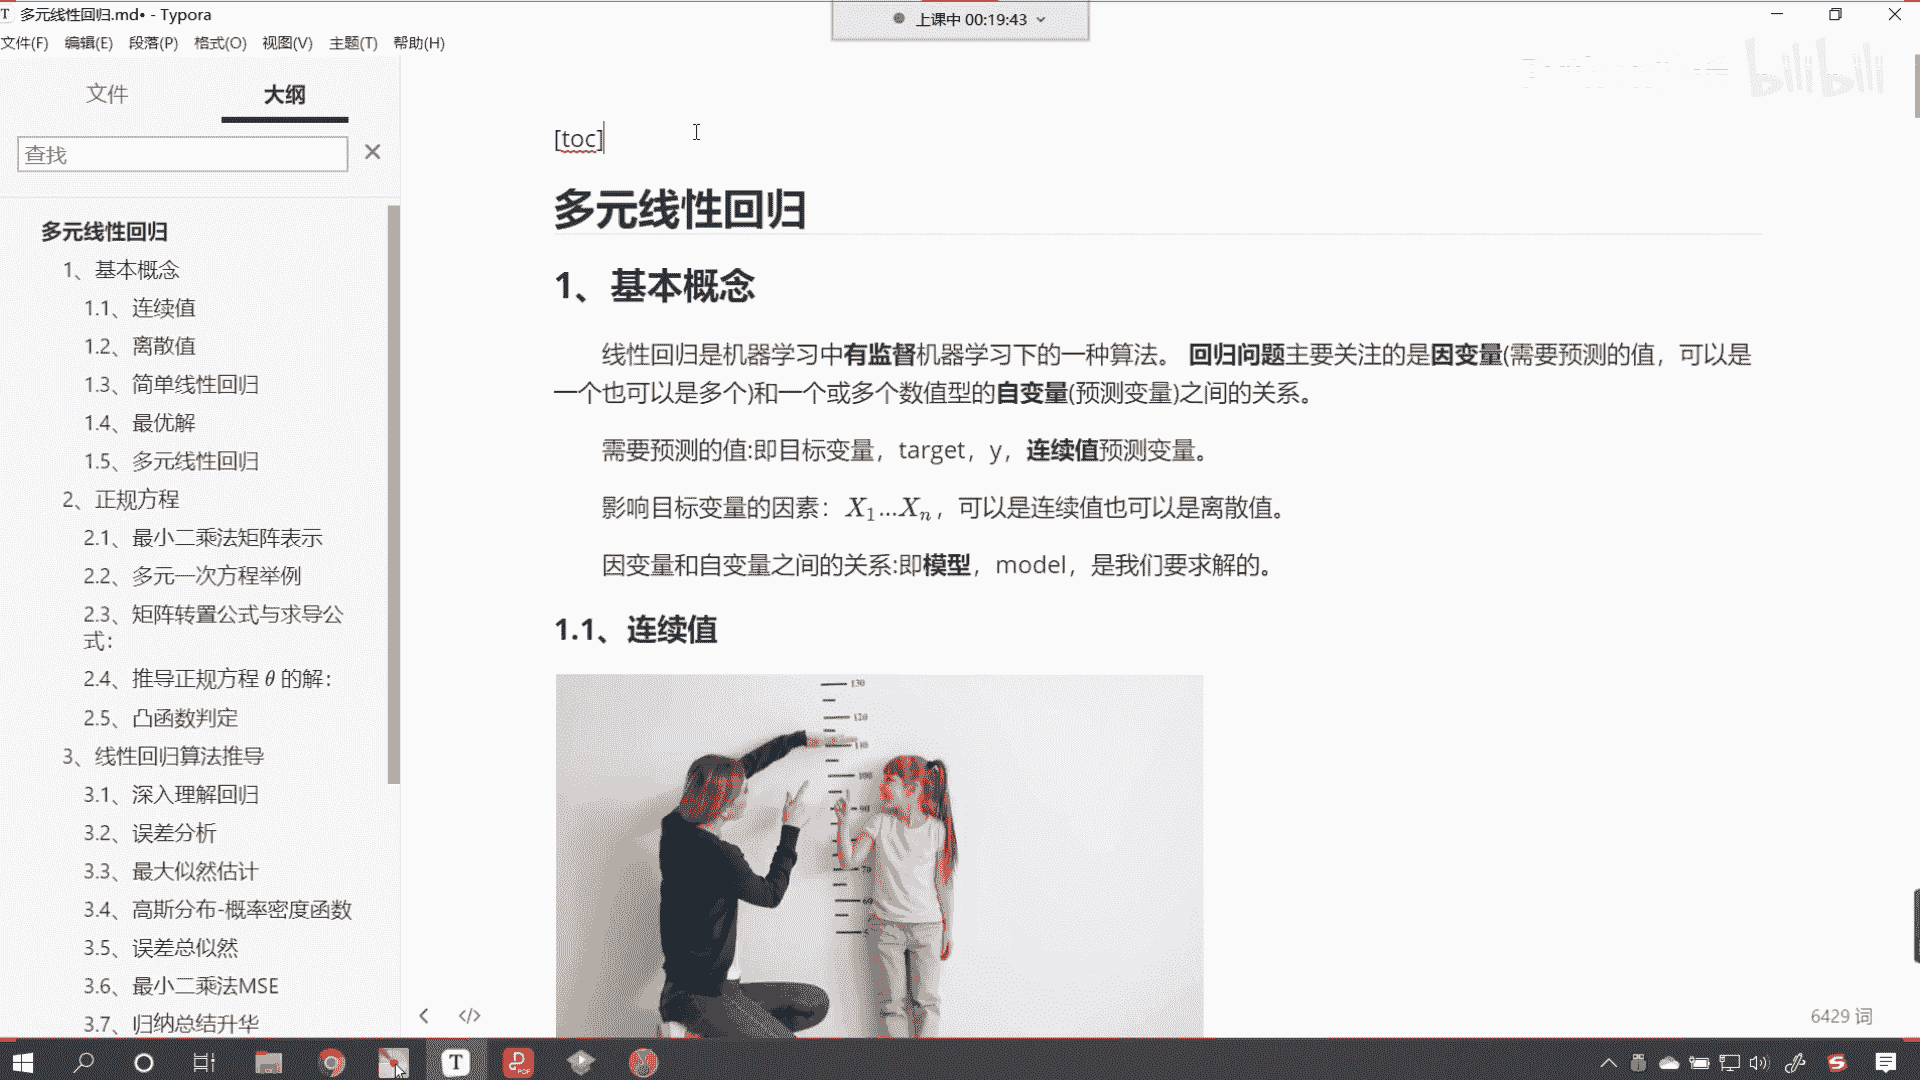 多元线性回归.md• - Typora
上课中 00:19:43
文件(F) 编辑(E) 段落(P) 格式(O) 视图(V) 主题(T) 帮助(H)
bilibili
文件 大纲
查找
多元线性回归
1、基本概念
1.1、连续值
1.2、离散值
1.3、简单线性回归
1.4、最优解
1.5、多元线性回归
2、正规方程
2.1、最小二乘法矩阵表示
2.2、多元一次方程举例
2.3、矩阵转置公式与求导公
式：
2.4、推导正规方程 θ 的解：
2.5、凸函数判定
3、线性回归算法推导
3.1、深入理解回归
3.2、误差分析
3.3、最大似然估计
3.4、高斯分布-概率密度函数
3.5、误差总似然
3.6、最小二乘法MSE
3.7、归纳总结升华
[toc]
多元线性回归
1、基本概念
线性回归是机器学习中有监督机器学习下的一种算法。 回归问题主要关注的是因变量(需要预测的值，可以是
一个也可以是多个)和一个或多个数值型的自变量(预测变量)之间的关系。
需要预测的值:即目标变量，target，y，连续值预测变量。
影响目标变量的因素：X₁...Xₙ，可以是连续值也可以是离散值。
因变量和自变量之间的关系:即模型，model，是我们要求解的。
1.1、连续值
130
120
110
100
90
70
60
6429 词